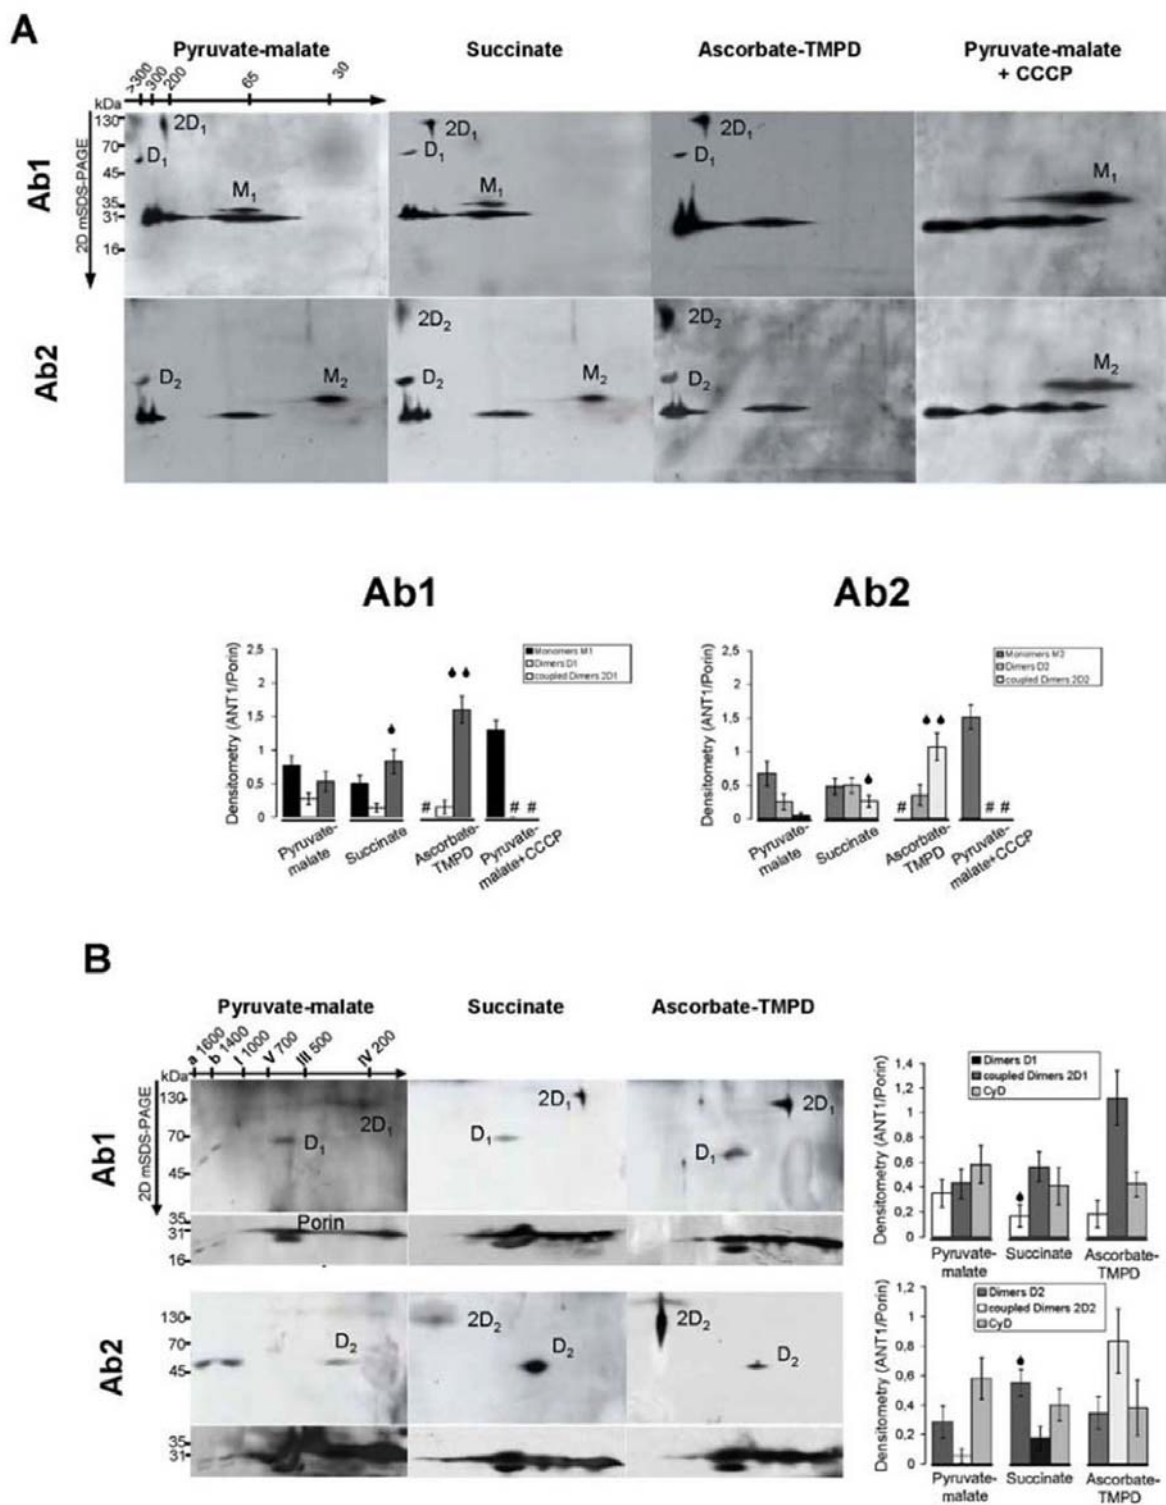 A
Pyruvate-malate
Succinate
Ascorbate-TMPD
Pyruvate-malate
+ CCCP
>300
300
200
65
30
kDa
130
70
45
35
31
16
2D mSDS-PAGE
Ab1
2D1
D1
M1
2D1
D1
M1
2D1
D1
M1
Ab2
D2
M2
2D2
D2
M2
2D2
D2
M2
Ab1
Densitometry (ANT1/Porin)
2,5
2
1,5
1
0,5
0
Monomers M1
Dimers D1
coupled Dimers 2D1
# # #
Pyruvate-
malate
Succinate
Ascorbate-
TMPD
Pyruvate-
malate+CCCP
Ab2
Densitometry (ANT1/Porin)
2,5
2
1,5
1
0,5
0
Monomers M2
Dimers D2
coupled Dimers 2D2
# # #
Pyruvate-
malate
Succinate
Ascorbate-
TMPD
Pyruvate-
malate+CCCP
B
Pyruvate-malate
Succinate
Ascorbate-TMPD
a 1600
b 1400
I 1000
V 700
III 500
IV 200
kDa
130
70
45
35
31
16
2D mSDS-PAGE
Ab1
2D1
D1
Porin
2D1
D1
2D1
D1
Densitometry (ANT1/Porin)
1,4
1,2
1
0,8
0,6
0,4
0,2
0
Dimers D1
coupled Dimers 2D1
CyD
Pyruvate-
malate
Succinate
Ascorbate-
TMPD
Ab2
130
70
45
35
31
D2
2D2
D2
2D2
D2
Densitometry (ANT1/Porin)
1,2
1
0,8
0,6
0,4
0,2
0
Dimers D2
coupled Dimers 2D2
CyD
Pyruvate-
malate
Succinate
Ascorbate-
TMPD